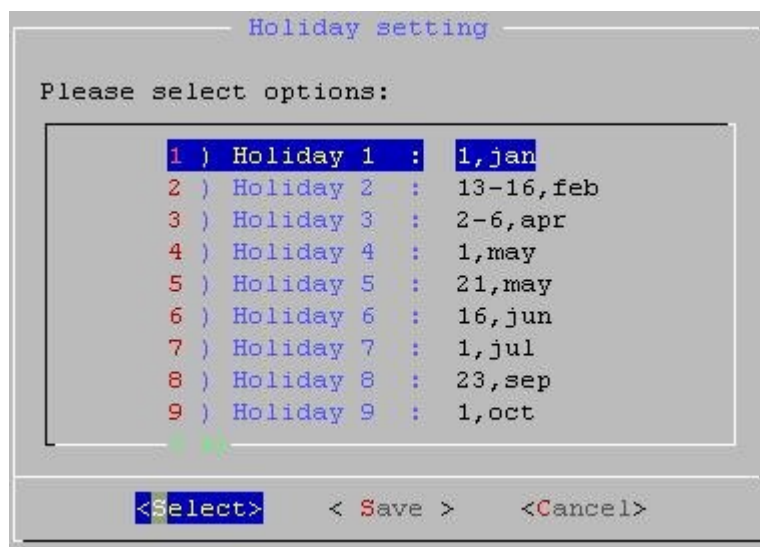 Holiday setting
Please select options:
1 ) Holiday 1 : 1,jan
2 ) Holiday 2 : 13-16,feb
3 ) Holiday 3 : 2-6,apr
4 ) Holiday 4 : 1,may
5 ) Holiday 5 : 21,may
6 ) Holiday 6 : 16,jun
7 ) Holiday 7 : 1,jul
8 ) Holiday 8 : 23,sep
9 ) Holiday 9 : 1,oct
<Select> < Save > <Cancel>